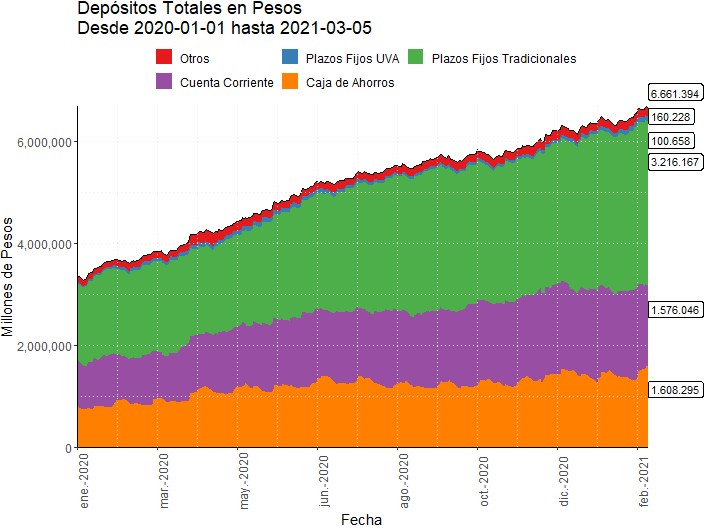 Depósitos Totales en Pesos
Desde 2020-01-01 hasta 2021-03-05
Otros
Plazos Fijos UVA
Plazos Fijos Tradicionales
Cuenta Corriente
Caja de Ahorros
6.661.394
160.228
100.658
3.216.167
1.576.046
1.608.295
6,000,000
4,000,000
2,000,000
0
Millones de Pesos
ene.-2020
mar.-2020
may.-2020
jun.-2020
ago.-2020
oct.-2020
dic.-2020
feb.-2021
Fecha